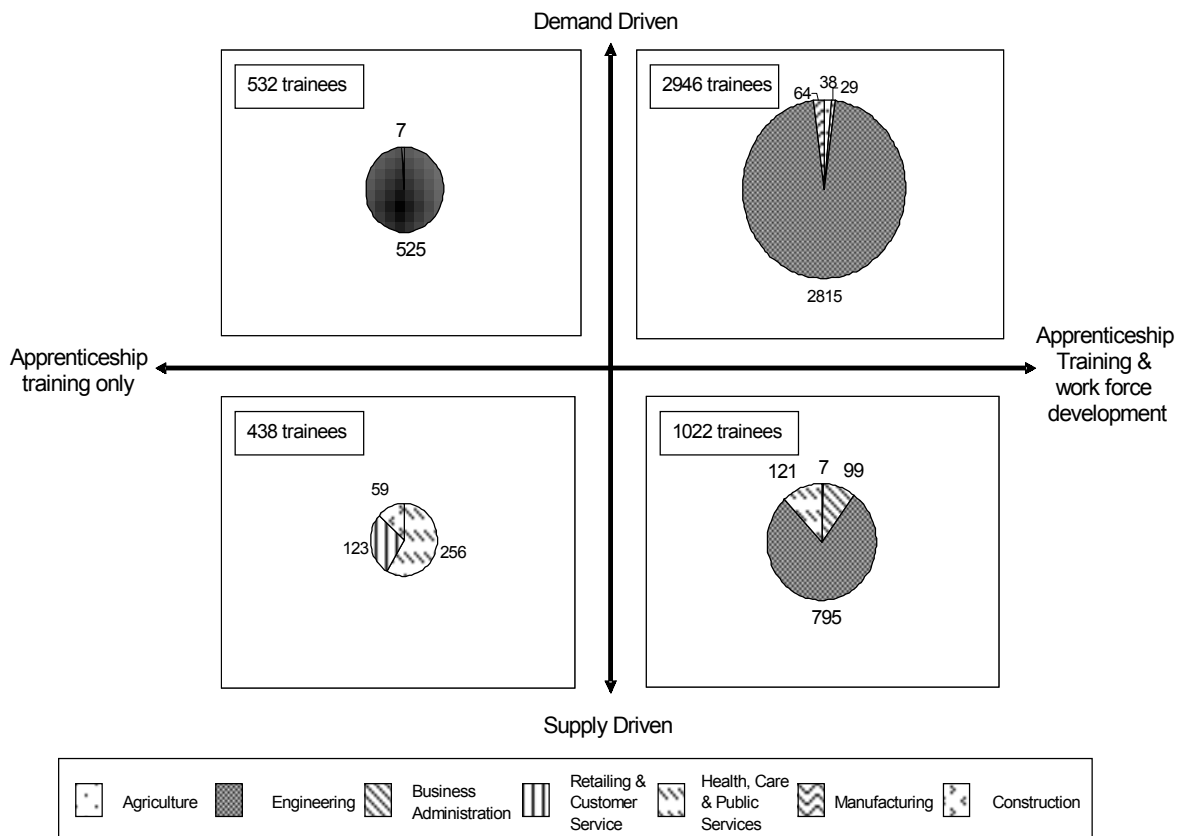 Demand Driven
532 trainees
7
525
2946 trainees
64
38
29
2815
Apprenticeship
training only
Apprenticeship
Training &
work force
development
438 trainees
59
123
256
1022 trainees
121
7
99
795
Supply Driven
Agriculture
Engineering
Business
Administration
Retailing &
Customer
Service
Health, Care
& Public
Services
Manufacturing
Construction